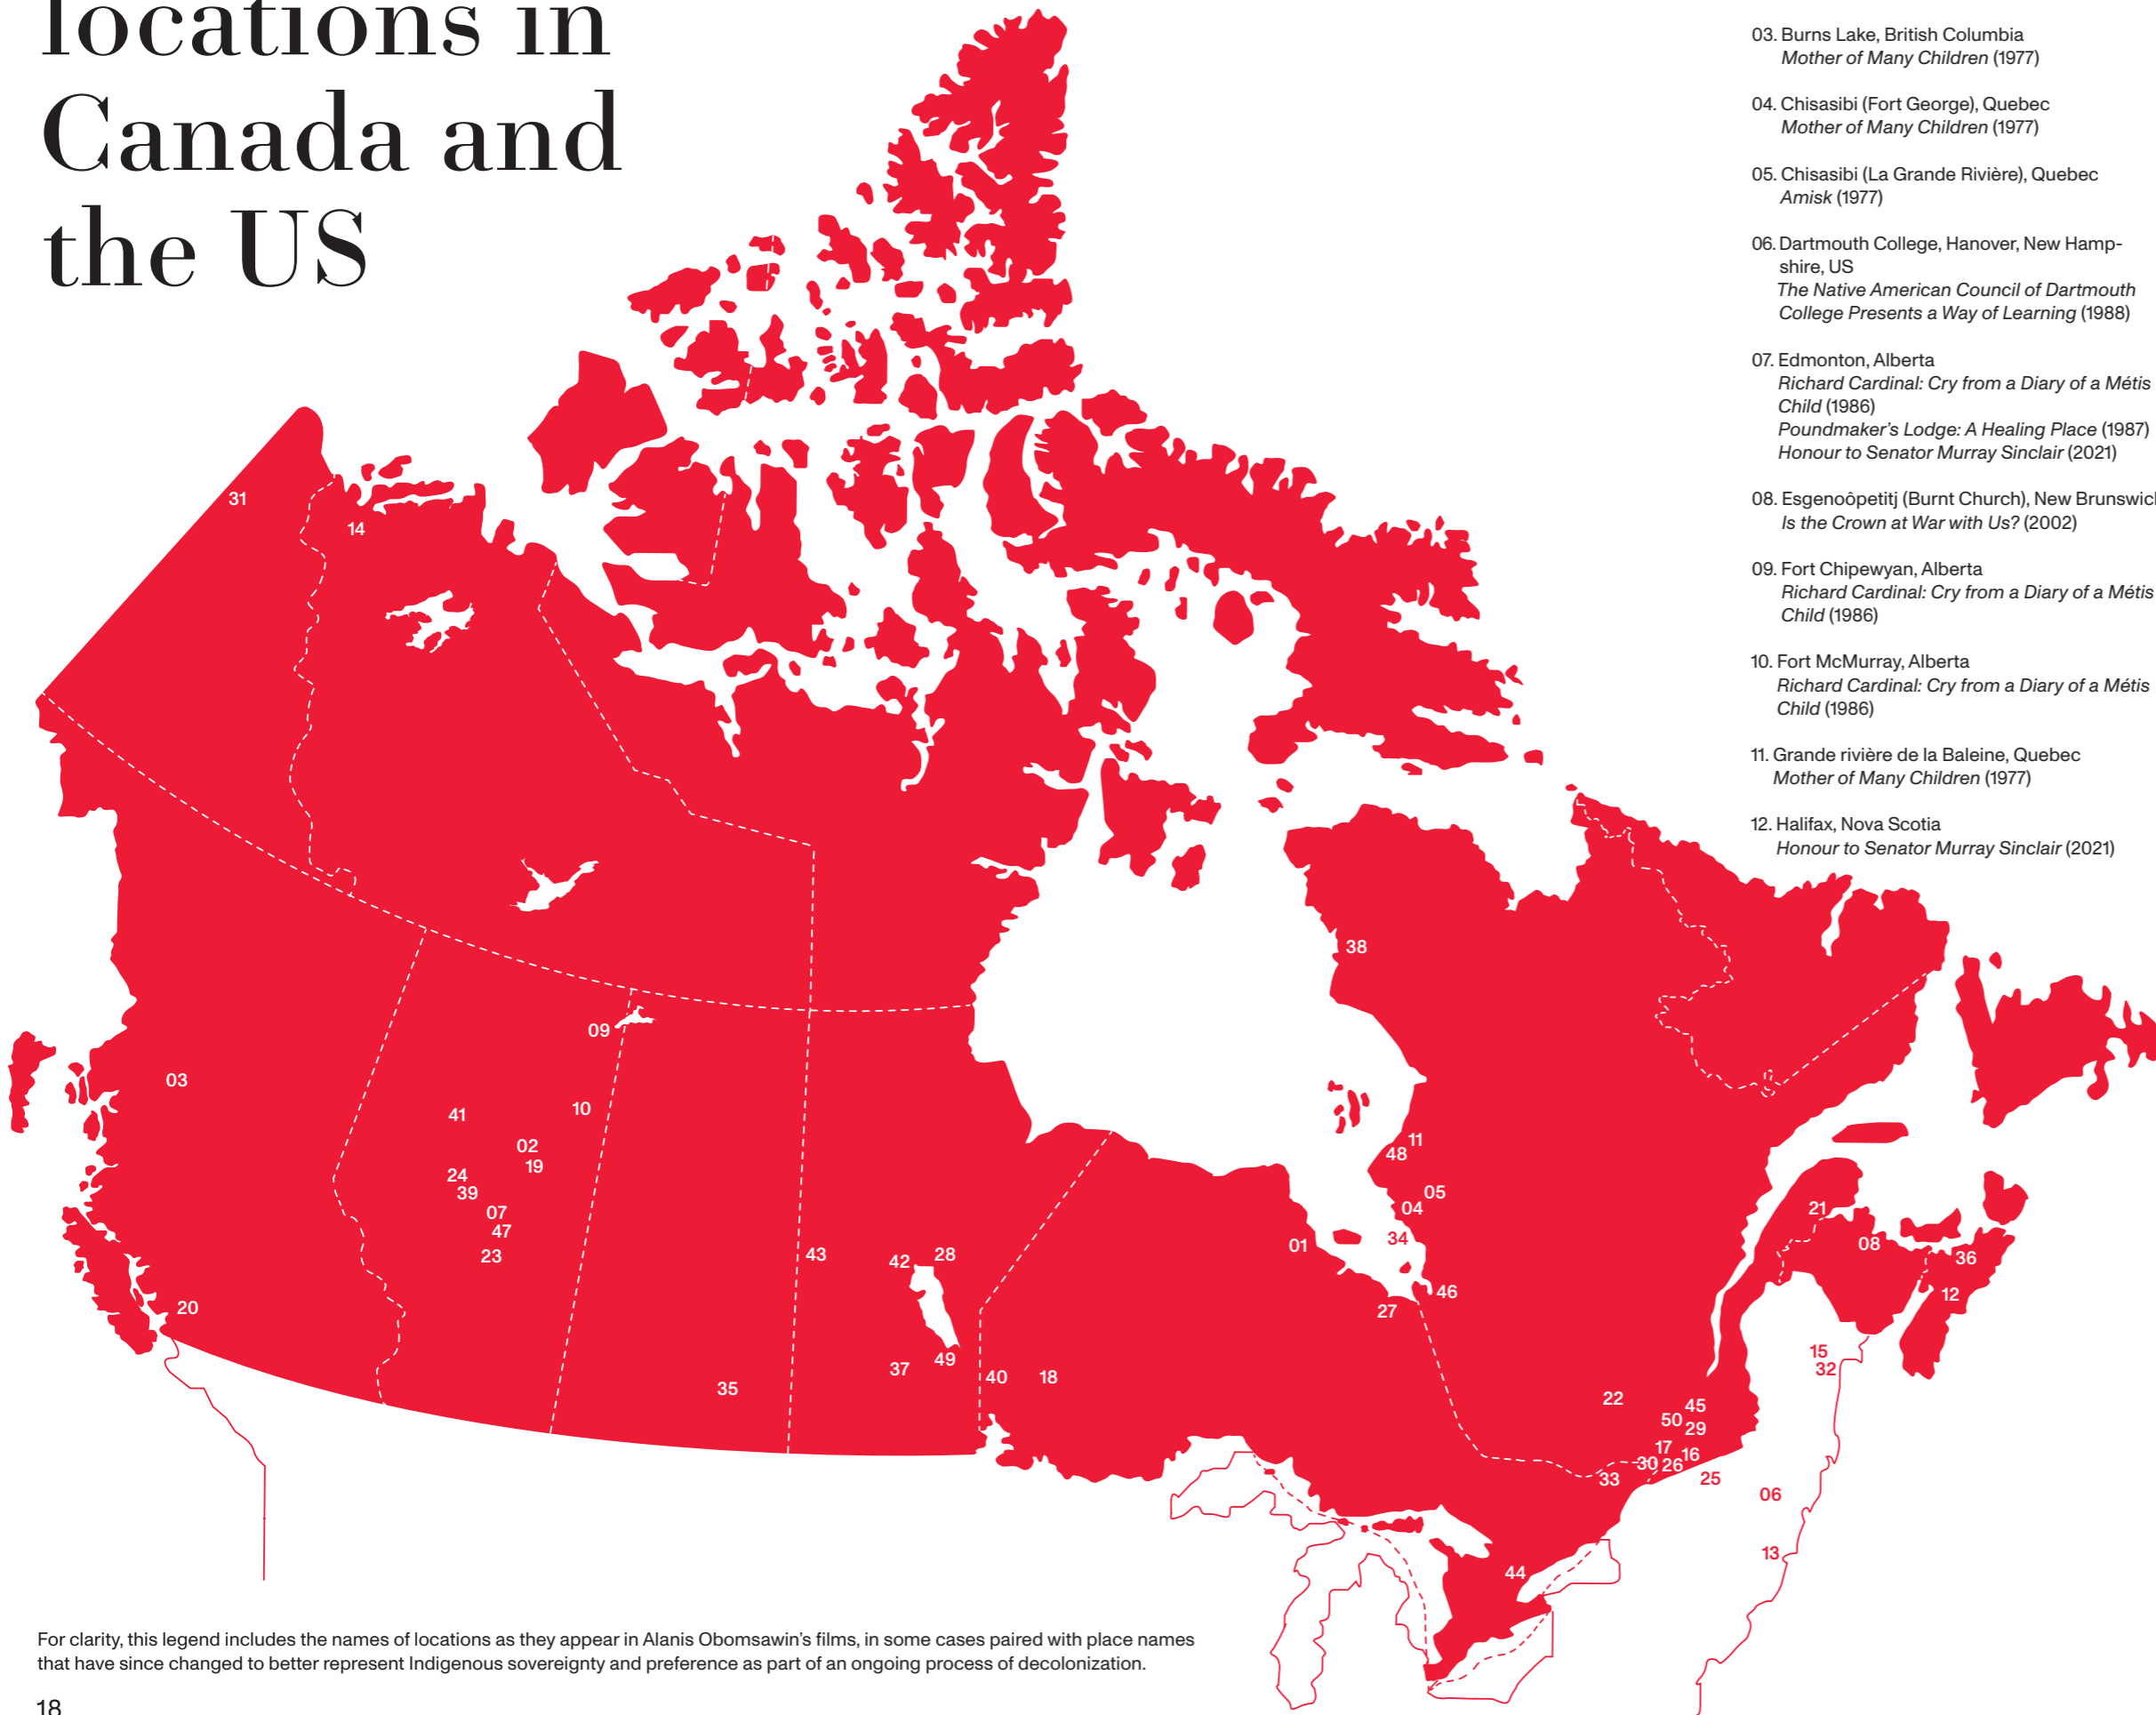 locations in
Canada and
the US
03. Burns Lake, British Columbia
Mother of Many Children (1977)
04. Chisasibi (Fort George), Quebec
Mother of Many Children (1977)
05. Chisasibi (La Grande Rivière), Quebec
Amisk (1977)
06. Dartmouth College, Hanover, New Hamp-
shire, US
The Native American Council of Dartmouth
College Presents a Way of Learning (1988)
07. Edmonton, Alberta
Richard Cardinal: Cry from a Diary of a Métis
Child (1986)
Poundmaker's Lodge: A Healing Place (1987)
Honour to Senator Murray Sinclair (2021)
08. Esgenoôpetitj (Burnt Church), New Brunswick
Is the Crown at War with Us? (2002)
09. Fort Chipewyan, Alberta
Richard Cardinal: Cry from a Diary of a Métis
Child (1986)
10. Fort McMurray, Alberta
Richard Cardinal: Cry from a Diary of a Métis
Child (1986)
11. Grande rivière de la Baleine, Quebec
Mother of Many Children (1977)
12. Halifax, Nova Scotia
Honour to Senator Murray Sinclair (2021)
31
14
38
09
03
10
41
02
19
24
39
07
47
23
20
43
42
28
35
37
49
40
18
01
27
11
48
05
04
34
46
21
08
36
12
15
32
22
45
50
29
17
16
30
26
33
25
06
13
44
For clarity, this legend includes the names of locations as they appear in Alanis Obomsawin's films, in some cases paired with place names
that have since changed to better represent Indigenous sovereignty and preference as part of an ongoing process of decolonization.
18